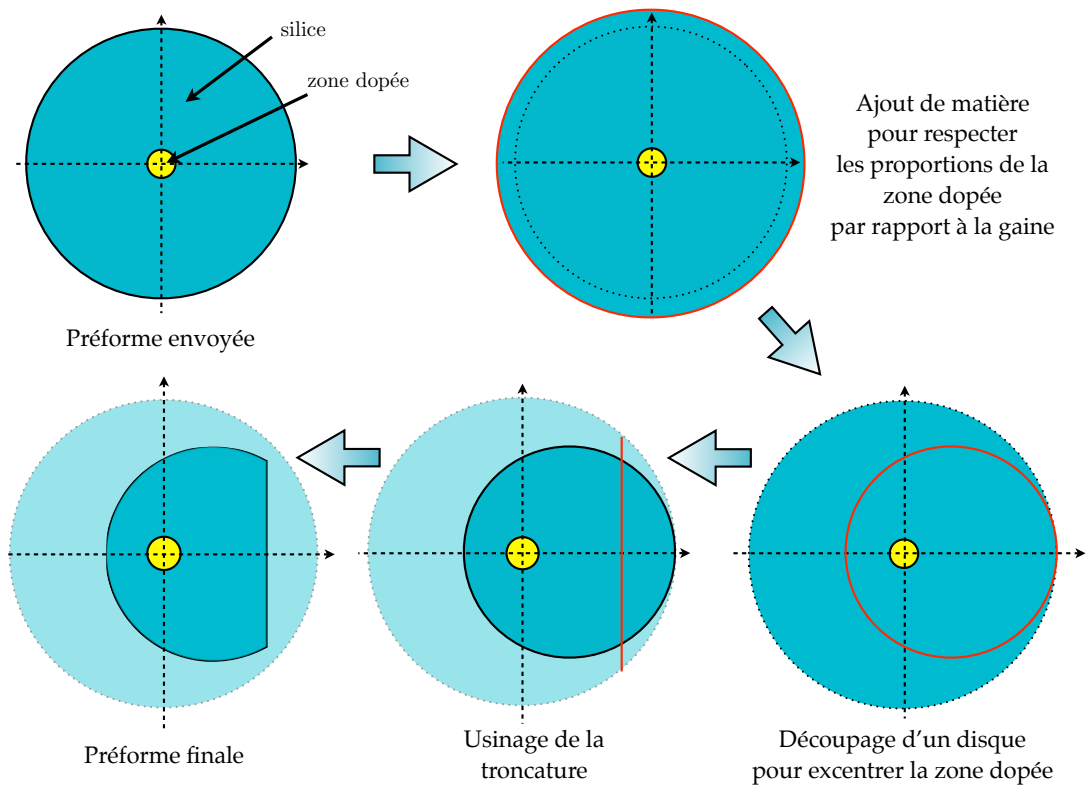 silice
zone dopée
Ajout de matière
pour respecter
les proportions de la
zone dopée
par rapport à la gaine
Préforme envoyée
Préforme finale
Usinage de la
troncature
Découpage d'un disque
pour excentrer la zone dopée